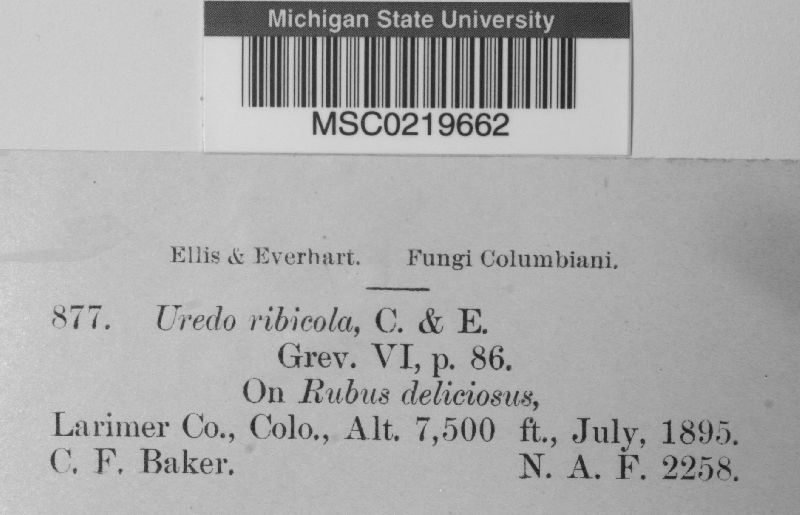 Michigan State University
MSC0219662
Ellis & Everhart. Fungi Columbiani.
877. Uredo ribicola, C. & E.
Grev. VI, p. 86.
On Rubus deliciosus,
Larimer Co., Colo., Alt. 7,500 ft., July, 1895.
C. F. Baker. N. A. F. 2258.